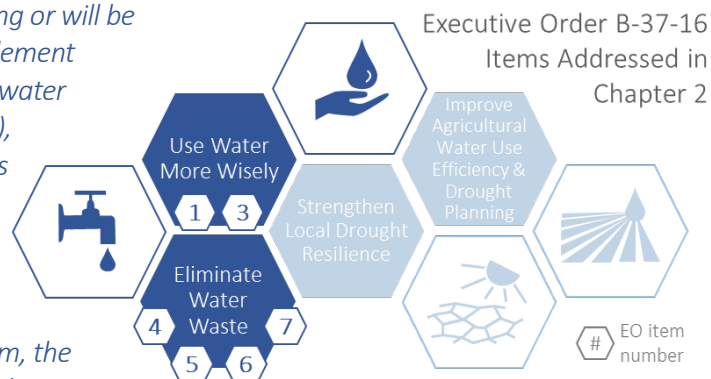 ng or will be
lement
water
),
s
m, the
Executive Order B-37-16
Items Addressed in
Chapter 2
Use Water
More Wisely
1 3
Improve
Agricultural
Water Use
Efficiency &
Drought
Planning
Strengthen
Local Drought
Resilience
Eliminate
Water
Waste
4 7
5 6
# EO item
number